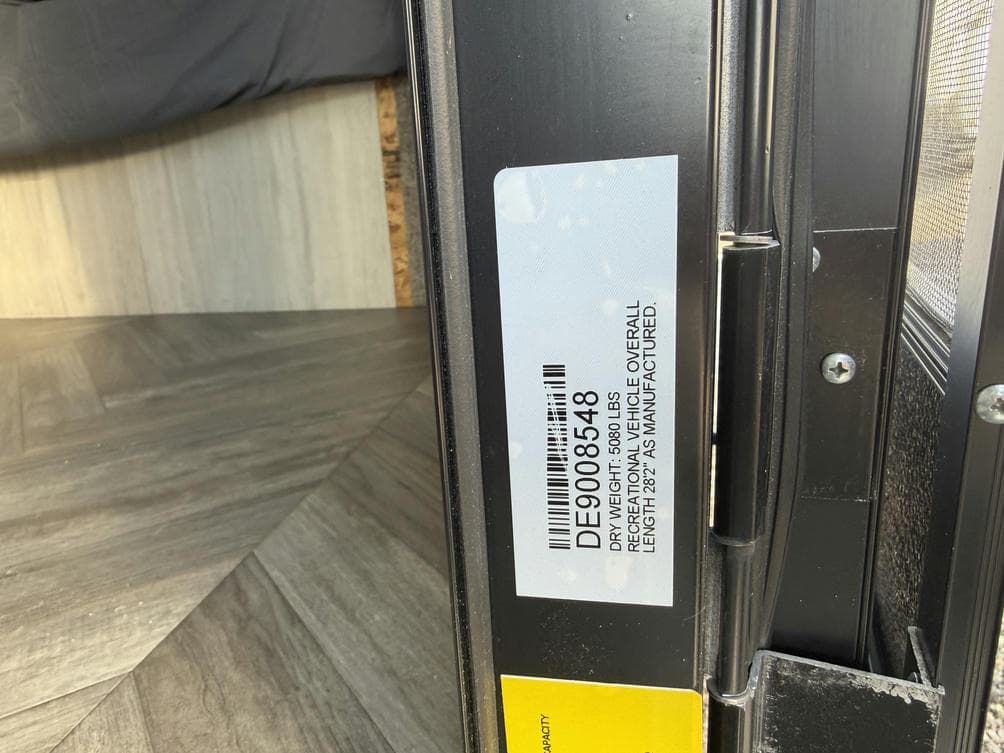 DE9008548
DRY WEIGHT: 5080 LBS
RECREATIONAL VEHICLE OVERALL
LENGTH 28'2" AS MANUFACTURED.
CAPACITY